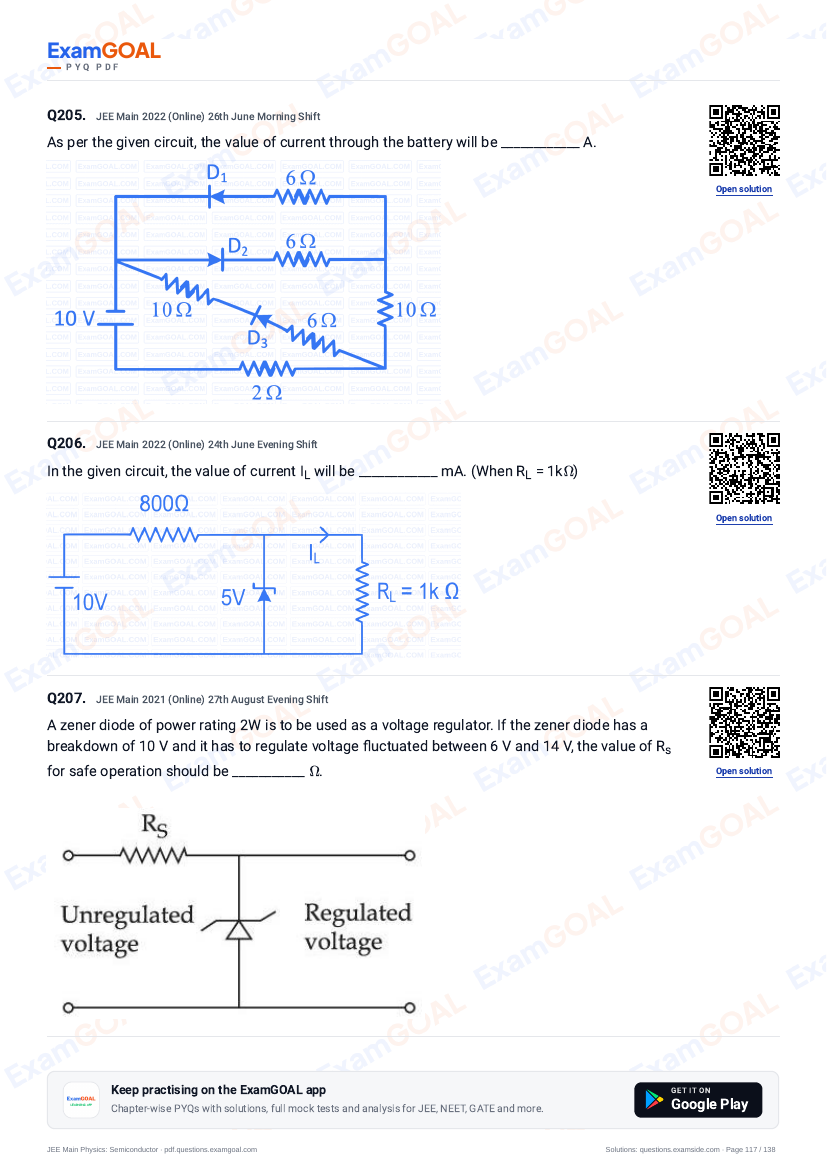 ExamGOAL
PYQ PDF
Q205. JEE Main 2022 (Online) 26th June Morning Shift
As per the given circuit, the value of current through the battery will be ____________ A.
Open solution
D1
6 Ω
D2
6 Ω
10 Ω
10 Ω
10 V
6 Ω
D3
2 Ω
Q206. JEE Main 2022 (Online) 24th June Evening Shift
In the given circuit, the value of current IL will be ____________ mA. (When RL = 1kΩ)
Open solution
800Ω
IL
10V
5V
RL = 1k Ω
Q207. JEE Main 2021 (Online) 27th August Evening Shift
A zener diode of power rating 2W is to be used as a voltage regulator. If the zener diode has a
breakdown of 10 V and it has to regulate voltage fluctuated between 6 V and 14 V, the value of RS
for safe operation should be ___________ Ω.
Open solution
RS
Unregulated
voltage
Regulated
voltage
Keep practising on the ExamGOAL app
Chapter-wise PYQs with solutions, full mock tests and analysis for JEE, NEET, GATE and more.
GET IT ON
Google Play
JEE Main Physics: Semiconductor · pdf.questions.examgoal.com
Solutions: questions.examside.com · Page 117 / 138